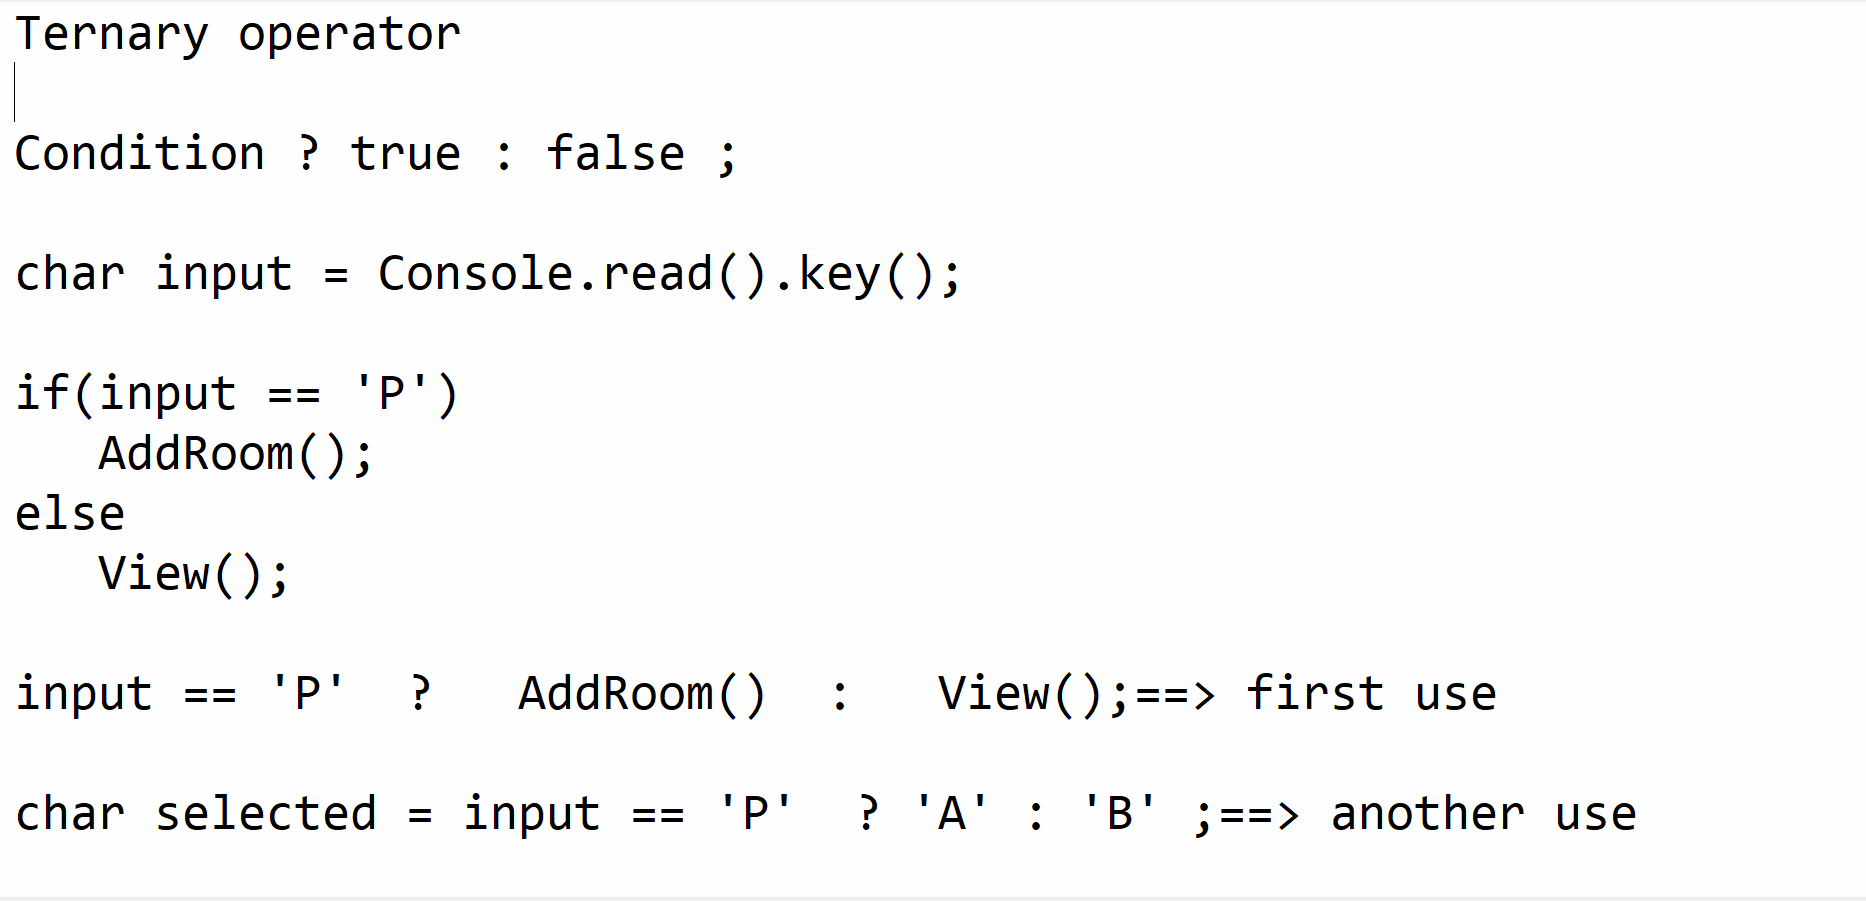 Ternary operator
Condition ? true : false ;
char input = Console.read().key();
if(input == 'P')
   AddRoom();
else
   View();
input == 'P'  ?   AddRoom()  :   View();==> first use
char selected = input == 'P'  ? 'A' : 'B' ;==> another use